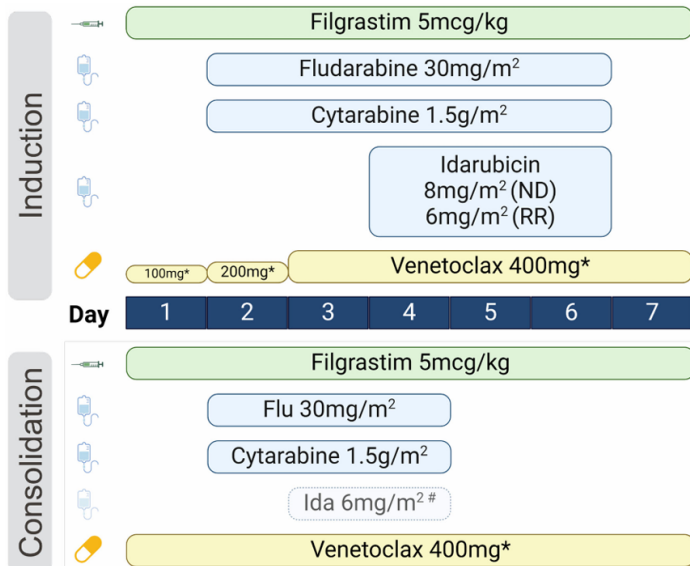 Induction
Filgrastim 5mcg/kg
Fludarabine 30mg/m²
Cytarabine 1.5g/m²
Idarubicin
8mg/m² (ND)
6mg/m² (RR)
100mg* 200mg* Venetoclax 400mg*
Day 1 2 3 4 5 6 7
Consolidation
Filgrastim 5mcg/kg
Flu 30mg/m²
Cytarabine 1.5g/m²
Ida 6mg/m² #
Venetoclax 400mg*